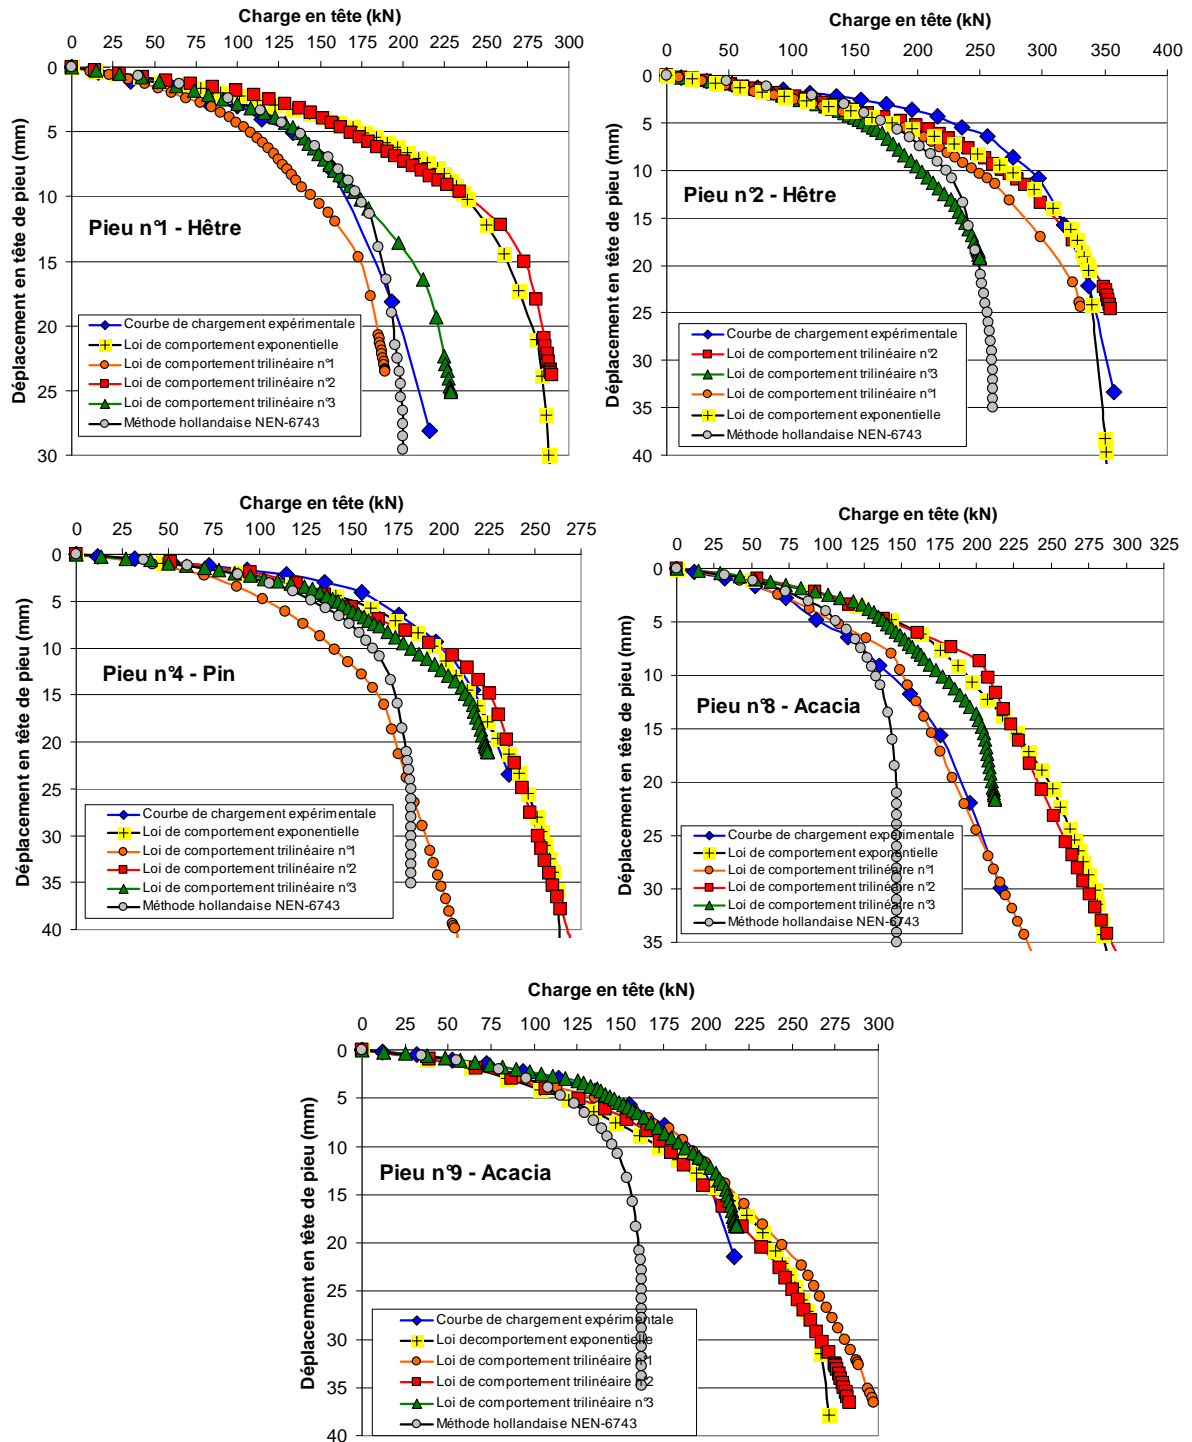 Charge en tête (kN)
0 25 50 75 100 125 150 175 200 225 250 275 300
Déplacement en tête de pieu (mm)
0
5
10
15
20
25
30
Pieu n°1 - Hêtre
Courbe de chargement expérimentale
Loi de comportement exponentielle
Loi de comportement trilinéaire n°1
Loi de comportement trilinéaire n°2
Loi de comportement trilinéaire n°3
Méthode hollandaise NEN-6743
Charge en tête (kN)
0 50 100 150 200 250 300 350 400
Déplacement en tête de pieu (mm)
0
5
10
15
20
25
30
35
40
Pieu n°2 - Hêtre
Courbe de chargement expérimentale
Loi de comportement trilinéaire n°2
Loi de comportement trilinéaire n°3
Loi de comportement trilinéaire n°1
Loi de comportement exponentielle
Méthode hollandaise NEN-6743
Charge en tête (kN)
0 25 50 75 100 125 150 175 200 225 250 275
Déplacement en tête de pieu (mm)
0
5
10
15
20
25
30
35
40
Pieu n°4 - Pin
Courbe de chargement expérimentale
Loi de comportement exponentielle
Loi de comportement trilinéaire n°1
Loi de comportement trilinéaire n°2
Loi de comportement trilinéaire n°3
Méthode hollandaise NEN-6743
Charge en tête (kN)
0 25 50 75 100 125 150 175 200 225 250 275 300 325
Déplacement en tête de pieu (mm)
0
5
10
15
20
25
30
35
Pieu n°8 - Acacia
Courbe de chargement expérimentale
Loi de comportement exponentielle
Loi de comportement trilinéaire n°1
Loi de comportement trilinéaire n°2
Loi de comportement trilinéaire n°3
Méthode hollandaise NEN-6743
Charge en tête (kN)
0 25 50 75 100 125 150 175 200 225 250 275 300
Déplacement en tête de pieu (mm)
0
5
10
15
20
25
30
35
40
Pieu n°9 - Acacia
Courbe de chargement expérimentale
Loi decomportement exponentielle
Loi de comportement trilinéaire n°1
Loi de comportement trilinéaire n°2
Loi de comportement trilinéaire n°3
Méthode hollandaise NEN-6743